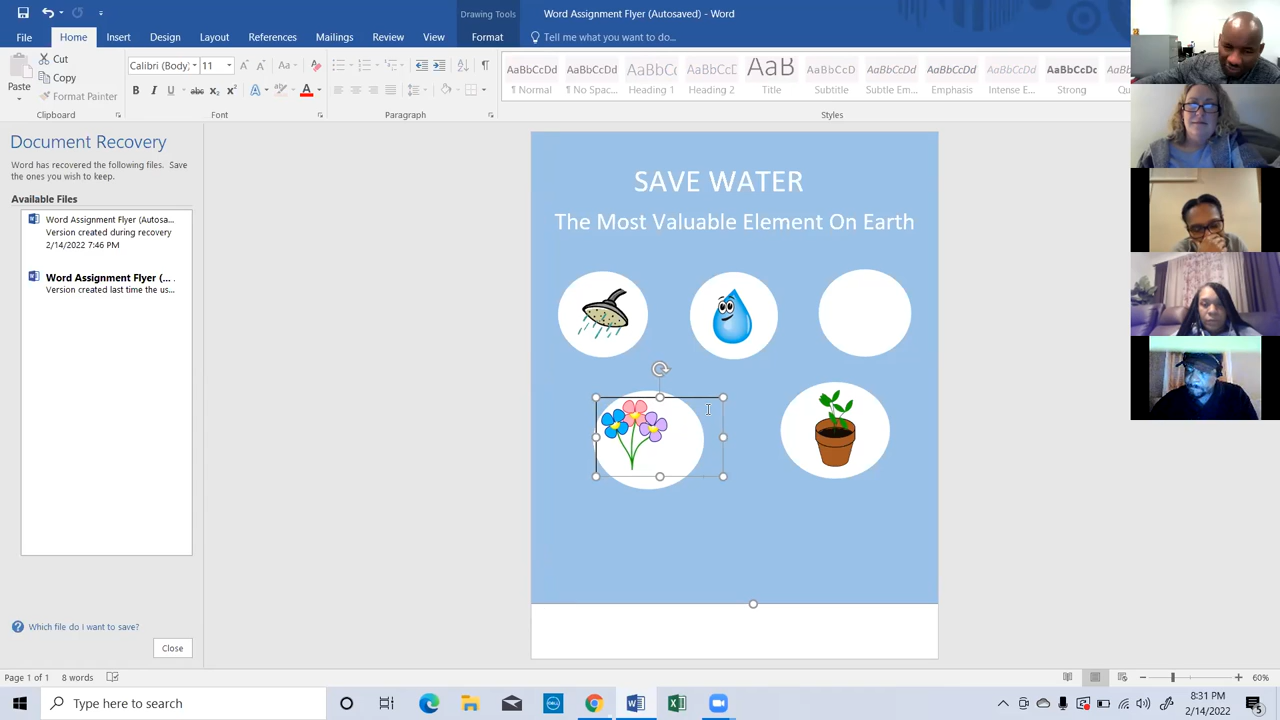 Drawing Tools
Word Assignment Flyer (Autosaved) - Word
File Home Insert Design Layout References Mailings Review View Format Tell me what you want to do...
Paste
Cut
Copy
Format Painter
Clipboard
Calibri (Body) 11
Font
Paragraph
AaBbCcDd AaBbCcDd AaBbCc AaBbCcD AaB AaBbCcD AaBbCcDd AaBbCcDd AaBbCcDd AaBbCcDc AaBbCcDd
¶ Normal ¶ No Spac... Heading 1 Heading 2 Title Subtitle Subtle Em... Emphasis Intense E... Strong
Styles
Document Recovery
Word has recovered the following files. Save
the ones you wish to keep.
Available Files
Word Assignment Flyer (Autosa...
Version created during recovery
2/14/2022 7:46 PM
Word Assignment Flyer (...
Version created last time the us...
Which file do I want to save?
Close
SAVE WATER
The Most Valuable Element On Earth
Page 1 of 1 8 words
60%
Type here to search
DELL
8:31 PM
2/14/2022
5